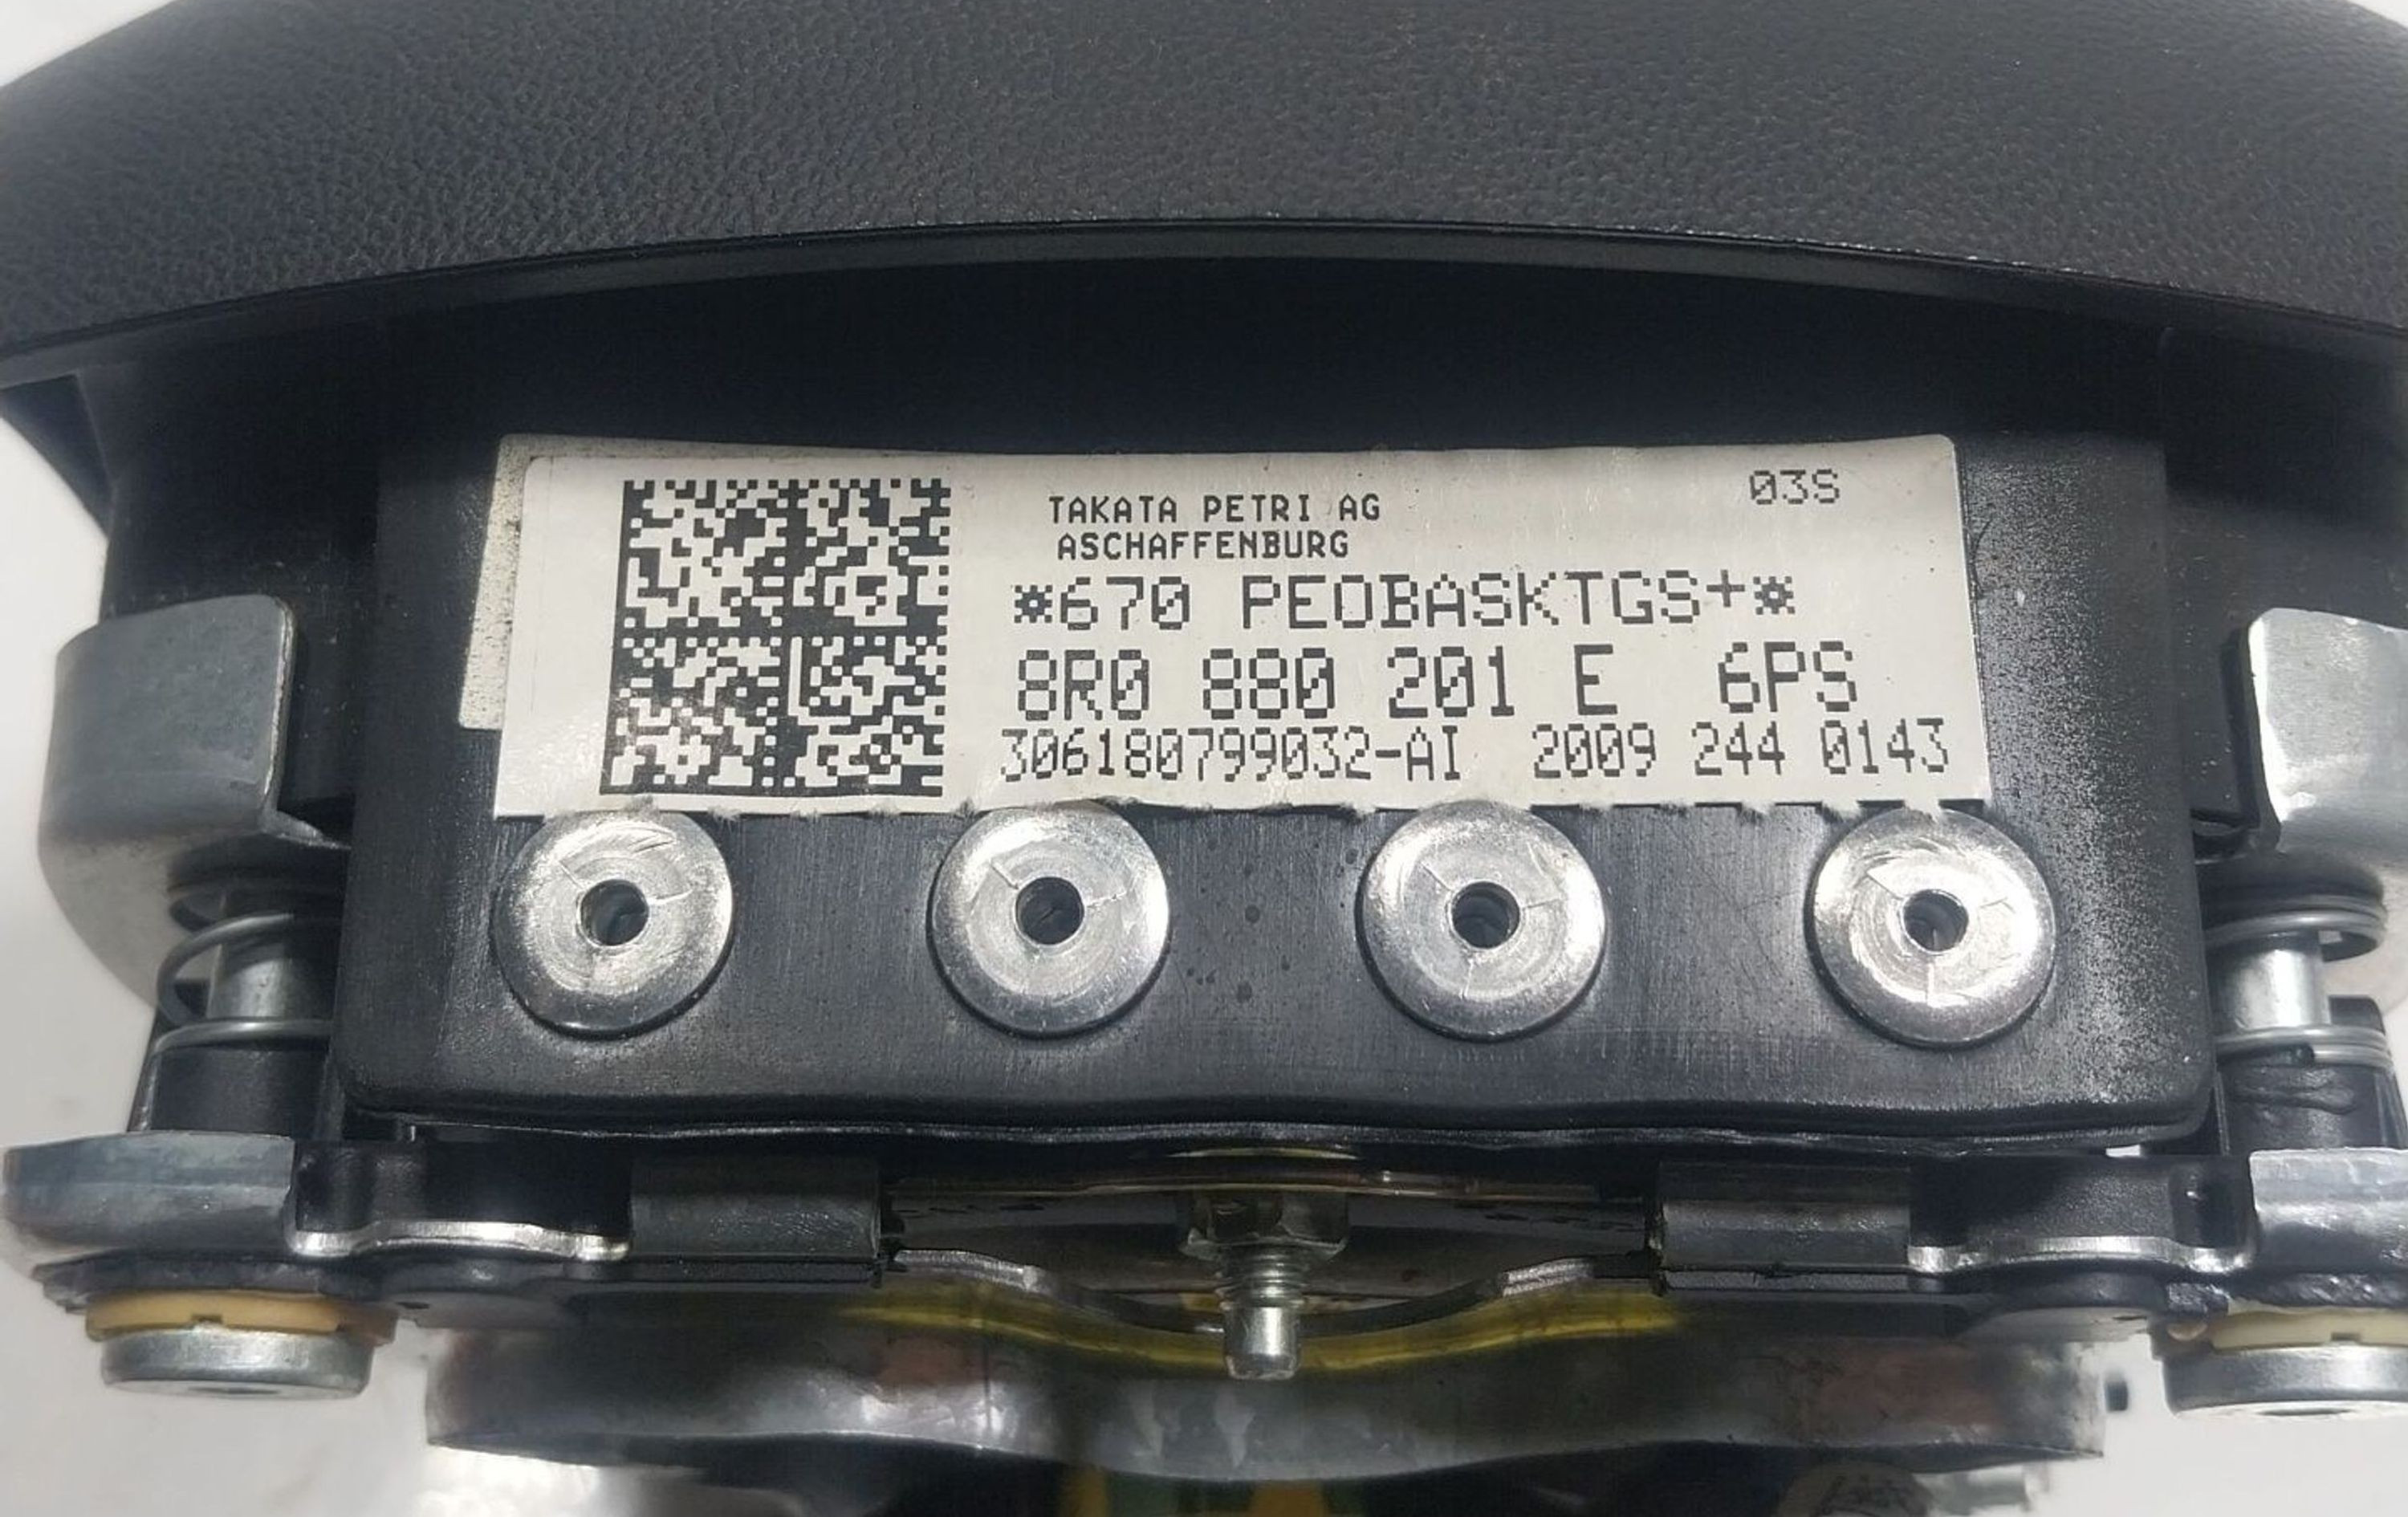 03S
TAKATA PETRI AG
ASCHAFFENBURG
*670 PEOBASKTGS+*
8R0 880 201 E 6PS
306180799032-AI 2009 244 0143